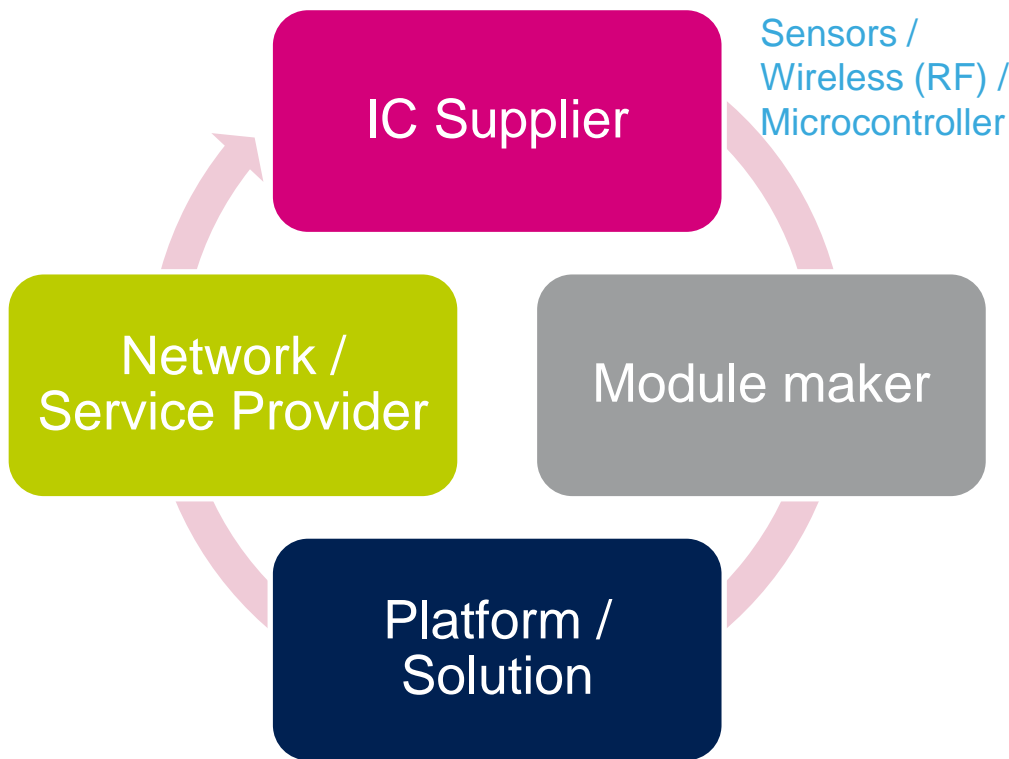 IC Supplier
Sensors /
Wireless (RF) /
Microcontroller
Network /
Service Provider
Module maker
Platform /
Solution